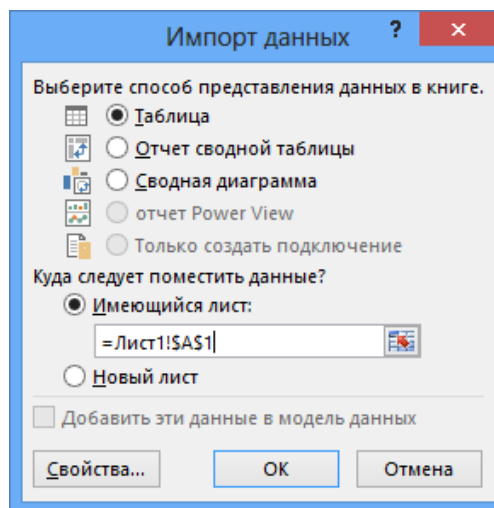 Импорт данных ? ×
Выберите способ представления данных в книге.
Таблица
Отчет сводной таблицы
Сводная диаграмма
отчет Power View
Только создать подключение
Куда следует поместить данные?
Имеющийся лист:
=Лист1!$A$1
Новый лист
Добавить эти данные в модель данных
Свойства... ОК Отмена